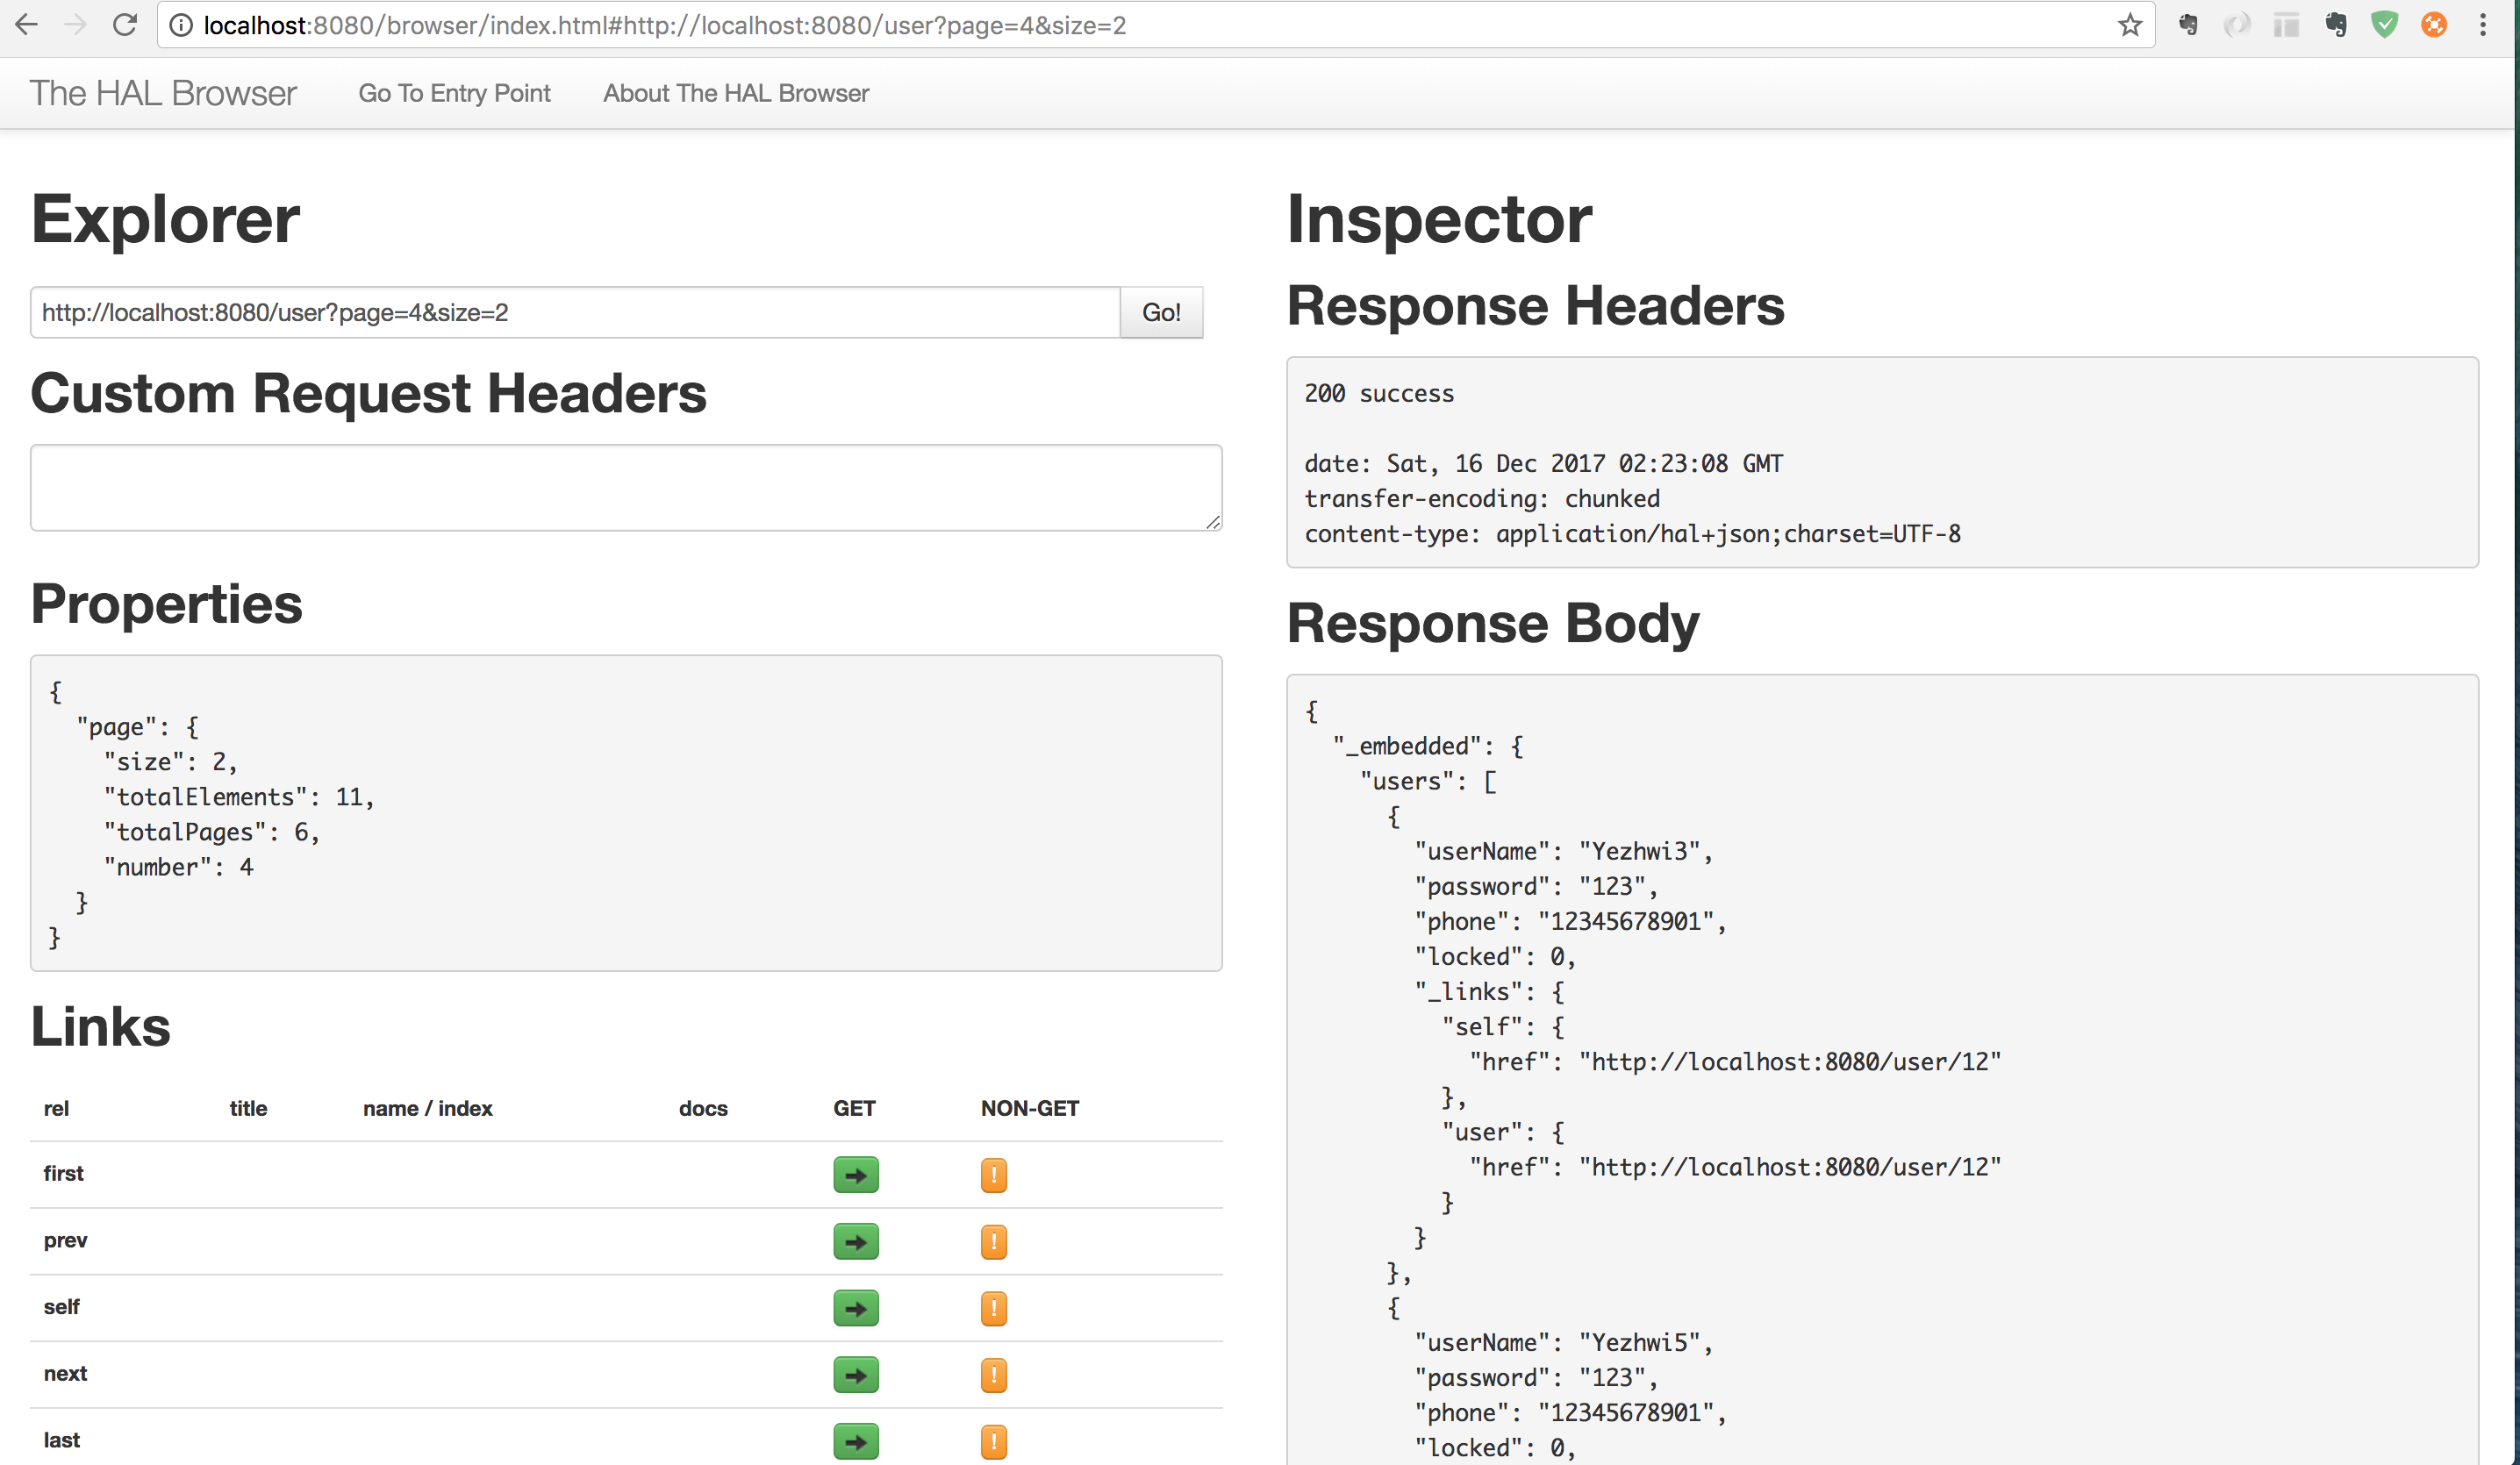 localhost:8080/browser/index.html#http://localhost:8080/user?page=4&size=2
The HAL Browser Go To Entry Point About The HAL Browser
Explorer
http://localhost:8080/user?page=4&size=2 Go!
Custom Request Headers
Properties
{
"page": {
"size": 2,
"totalElements": 11,
"totalPages": 6,
"number": 4
}
}
Links
rel title name / index docs GET NON-GET
first !
prev !
self !
next !
last !
Inspector
Response Headers
200 success
date: Sat, 16 Dec 2017 02:23:08 GMT
transfer-encoding: chunked
content-type: application/hal+json;charset=UTF-8
Response Body
{
"_embedded": {
"users": [
{
"userName": "Yezhwi3",
"password": "123",
"phone": "12345678901",
"locked": 0,
"_links": {
"self": {
"href": "http://localhost:8080/user/12"
},
"user": {
"href": "http://localhost:8080/user/12"
}
}
},
{
"userName": "Yezhwi5",
"password": "123",
"phone": "12345678901",
"locked": 0,